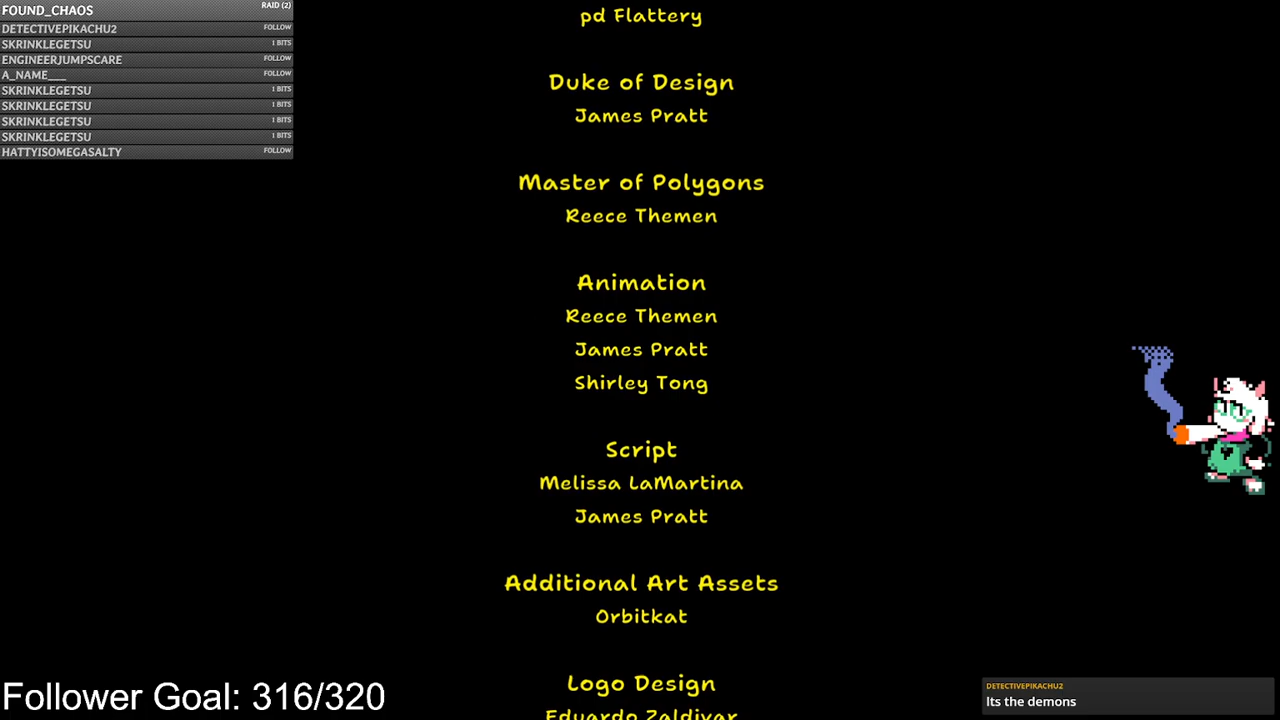 FOUND_CHAOS RAID (2)
DETECTIVEPIKACHU2 FOLLOW
SKRINKLEGETSU 1 BITS
ENGINEERJUMPSCARE FOLLOW
A_NAME___ FOLLOW
SKRINKLEGETSU 1 BITS
SKRINKLEGETSU 1 BITS
SKRINKLEGETSU 1 BITS
SKRINKLEGETSU 1 BITS
HATTYISOMEGASALTY FOLLOW
pd Flattery
Duke of Design
James Pratt
Master of Polygons
Reece Themen
Animation
Reece Themen
James Pratt
Shirley Tong
Script
Melissa LaMartina
James Pratt
Additional Art Assets
Orbitkat
Logo Design
Eduardo Zaldivar
Follower Goal: 316/320
DETECTIVEPIKACHU2
Its the demons